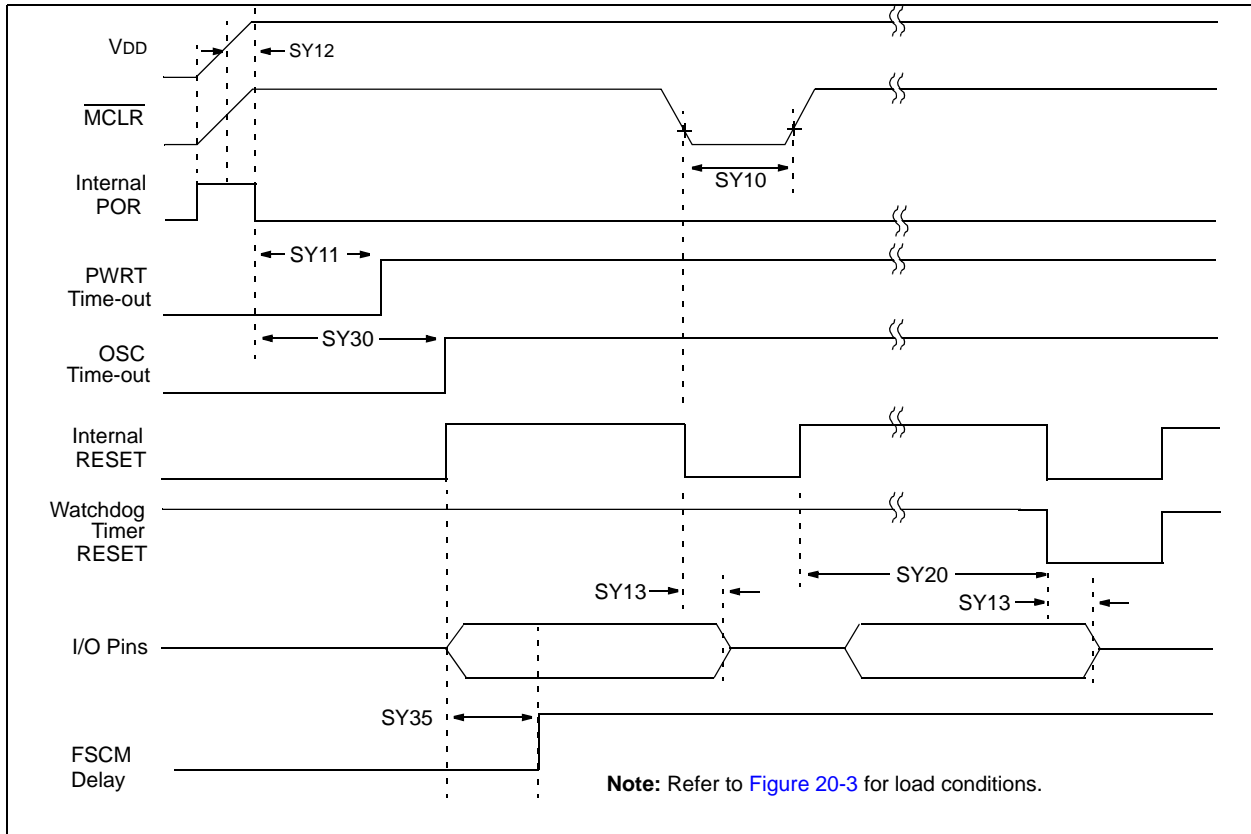 VDD
SY12
MCLR
SY10
Internal
POR
SY11
PWRT
Time-out
SY30
OSC
Time-out
Internal
RESET
Watchdog
Timer
RESET
SY20
SY13
SY13
I/O Pins
SY35
FSCM
Delay
Note: Refer to Figure 20-3 for load conditions.